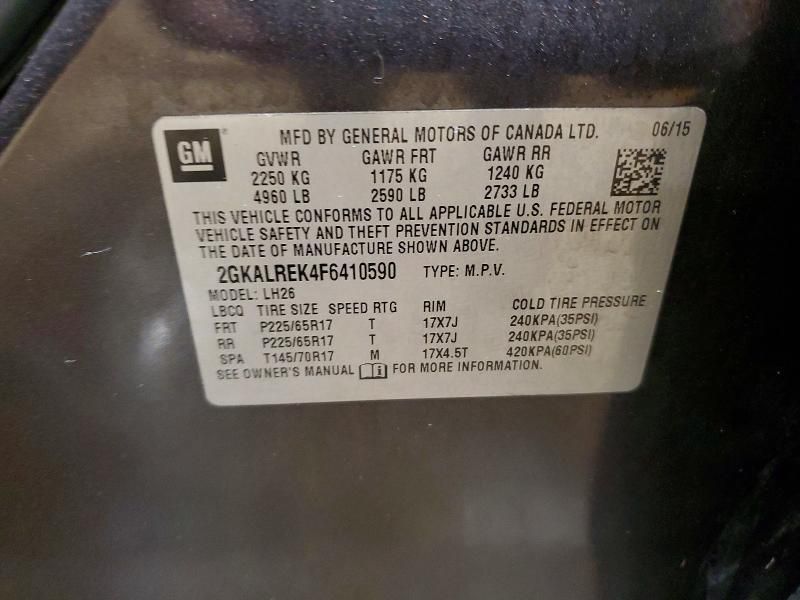 GM
MFD BY GENERAL MOTORS OF CANADA LTD. 06/15
GVWR GAWR FRT GAWR RR
2250 KG 1175 KG 1240 KG
4960 LB 2590 LB 2733 LB
THIS VEHICLE CONFORMS TO ALL APPLICABLE U.S. FEDERAL MOTOR
VEHICLE SAFETY AND THEFT PREVENTION STANDARDS IN EFFECT ON
THE DATE OF MANUFACTURE SHOWN ABOVE.
2GKALREK4F6410590 TYPE: M.P.V.
MODEL: LH26
LBCQ TIRE SIZE SPEED RTG RIM COLD TIRE PRESSURE
FRT P225/65R17 T 17X7J 240KPA(35PSI)
RR P225/65R17 T 17X7J 240KPA(35PSI)
SPA T145/70R17 M 17X4.5T 420KPA(60PSI)
SEE OWNER'S MANUAL i FOR MORE INFORMATION.